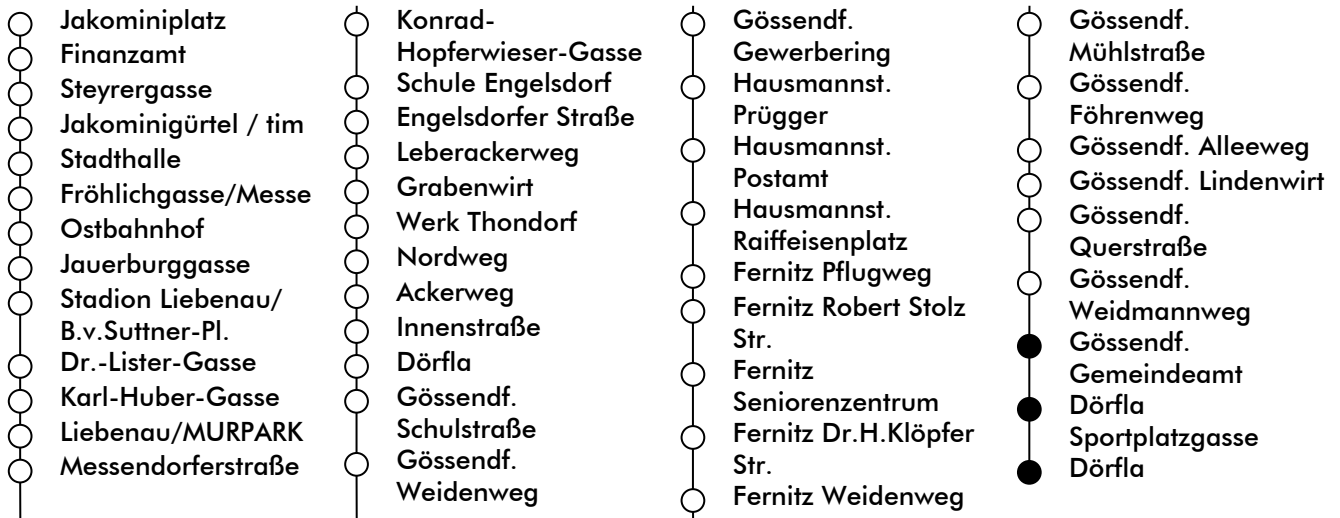 Jakominiplatz
Finanzamt
Steyrergasse
Jakominigürtel / tim
Stadthalle
Fröhlichgasse/Messe
Ostbahnhof
Jauerburggasse
Stadion Liebenau/
B.v.Suttner-Pl.
Dr.-Lister-Gasse
Karl-Huber-Gasse
Liebenau/MURPARK
Messendorferstraße
Konrad-
Hopferwieser-Gasse
Schule Engelsdorf
Engelsdorfer Straße
Leberackerweg
Grabenwirt
Werk Thondorf
Nordweg
Ackerweg
Innenstraße
Dörfla
Gössendf.
Schulstraße
Gössendf.
Weidenweg
Gössendf.
Gewerbering
Hausmannst.
Prügger
Hausmannst.
Postamt
Hausmannst.
Raiffeisenplatz
Fernitz Pflugweg
Fernitz Robert Stolz
Str.
Fernitz
Seniorenzentrum
Fernitz Dr.H.Klöpfer
Str.
Fernitz Weidenweg
Gössendf.
Mühlstraße
Gössendf.
Föhrenweg
Gössendf. Alleeweg
Gössendf. Lindenwirt
Gössendf.
Querstraße
Gössendf.
Weidmannweg
Gössendf.
Gemeindeamt
Dörfla
Sportplatzgasse
Dörfla